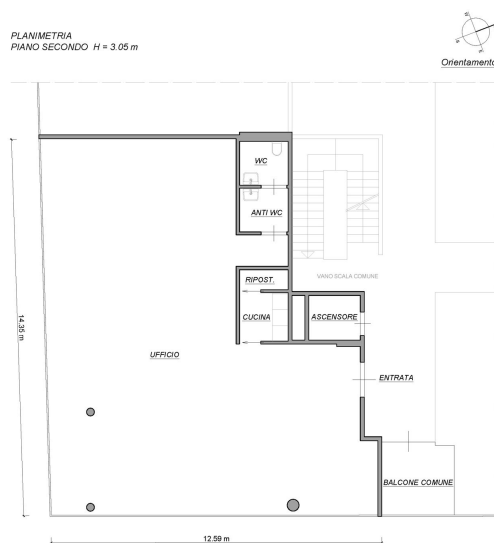 PLANIMETRIA
PIANO SECONDO H = 3.05 m
Orientamento
WC
ANTI WC
VANO SCALA COMUNE
RIPOST.
CUCINA
ASCENSORE
14.35 m
UFFICIO
ENTRATA
BALCONE COMUNE
12.59 m